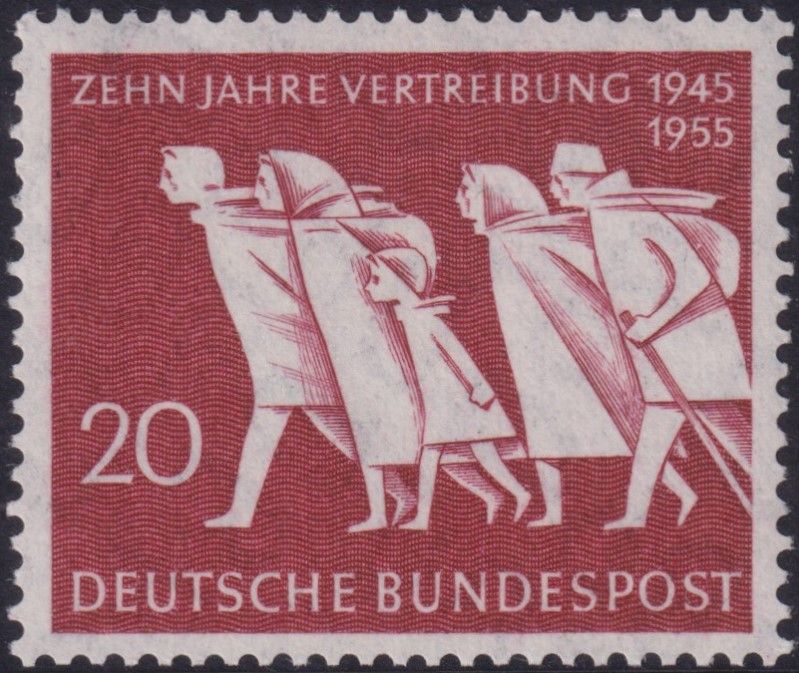 ZEHN JAHRE VERTREIBUNG 1945
1955
20
DEUTSCHE BUNDESPOST